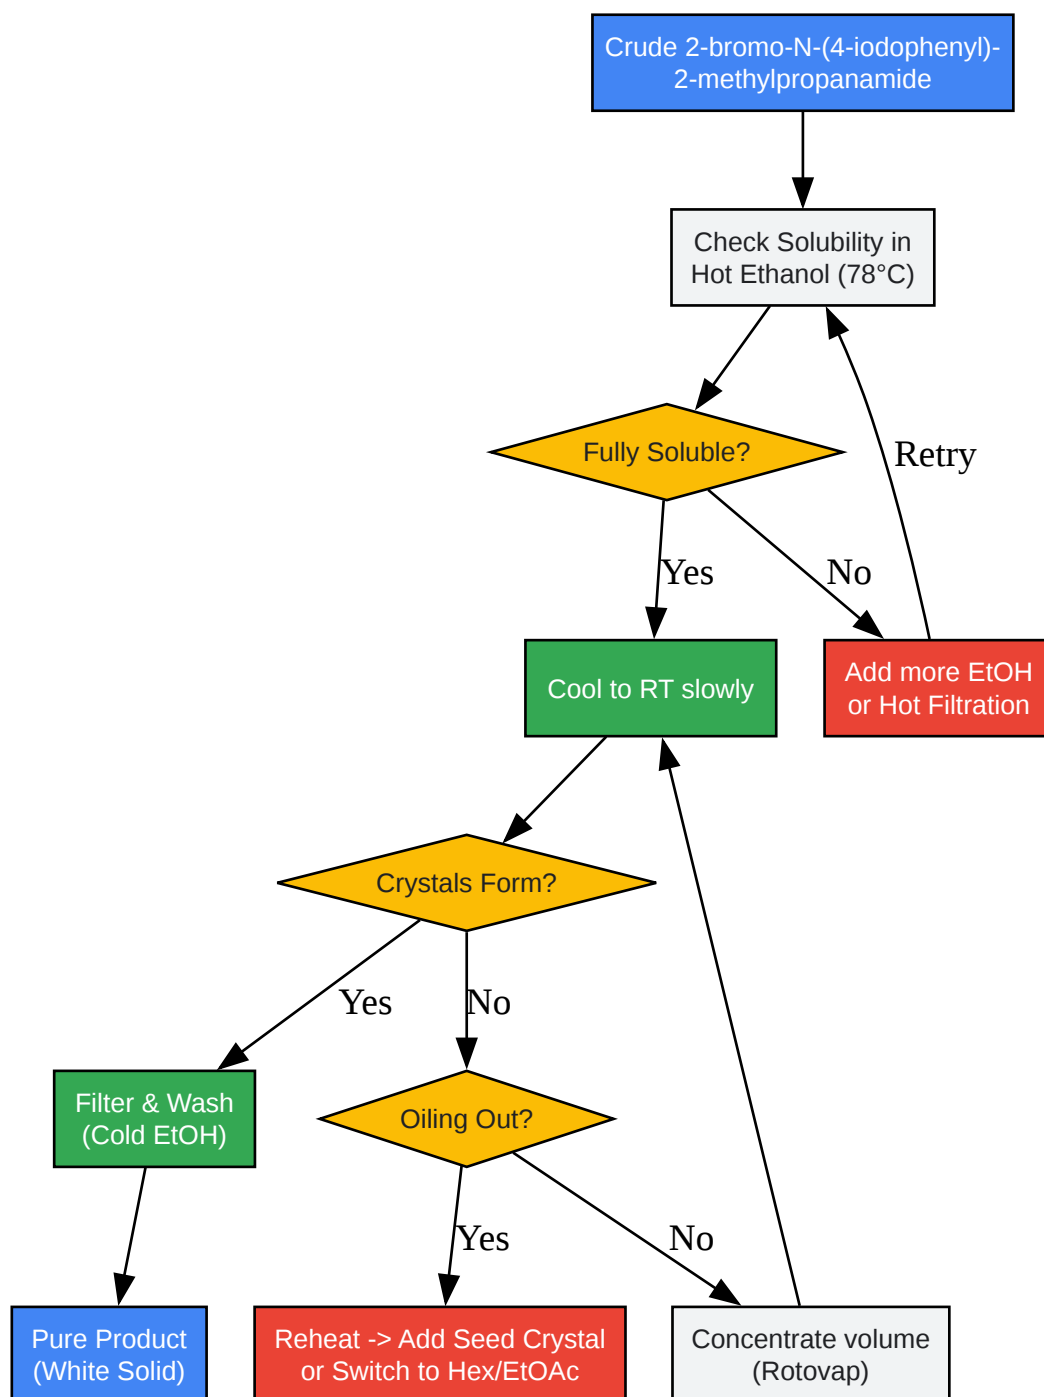 Crude 2-bromo-N-(4-iodophenyl)-
2-methylpropanamide
Check Solubility in
Hot Ethanol (78°C)
Fully Soluble?
Retry
Yes
No
Cool to RT slowly
Add more EtOH
or Hot Filtration
Crystals Form?
Yes
No
Filter & Wash
(Cold EtOH)
Oiling Out?
Yes
No
Pure Product
(White Solid)
Reheat -> Add Seed Crystal
or Switch to Hex/EtOAc
Concentrate volume
(Rotovap)